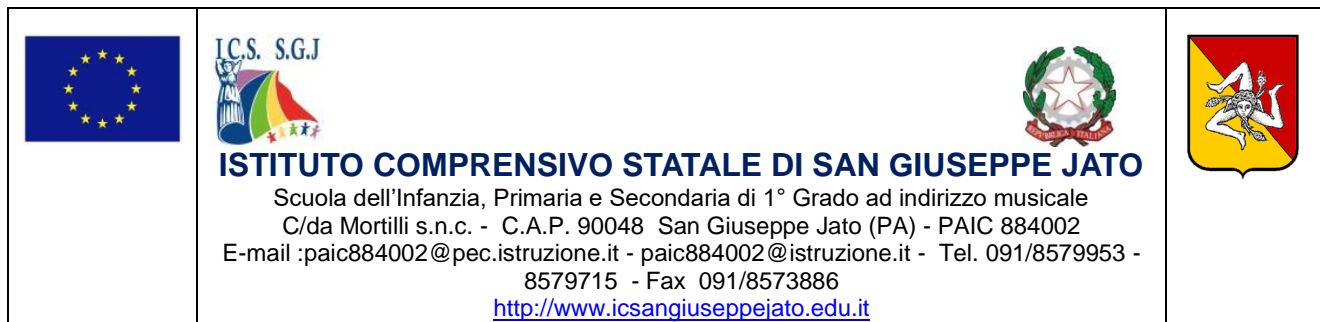 I.C.S. S.G.J
REPUBBLICA ITALIANA
ISTITUTO COMPRENSIVO STATALE DI SAN GIUSEPPE JATO
Scuola dell'Infanzia, Primaria e Secondaria di 1° Grado ad indirizzo musicale
C/da Mortilli s.n.c. - C.A.P. 90048 San Giuseppe Jato (PA) - PAIC 884002
E-mail :paic884002@pec.istruzione.it - paic884002@istruzione.it - Tel. 091/8579953 -
8579715 - Fax 091/8573886
http://www.icsangiuseppejato.edu.it